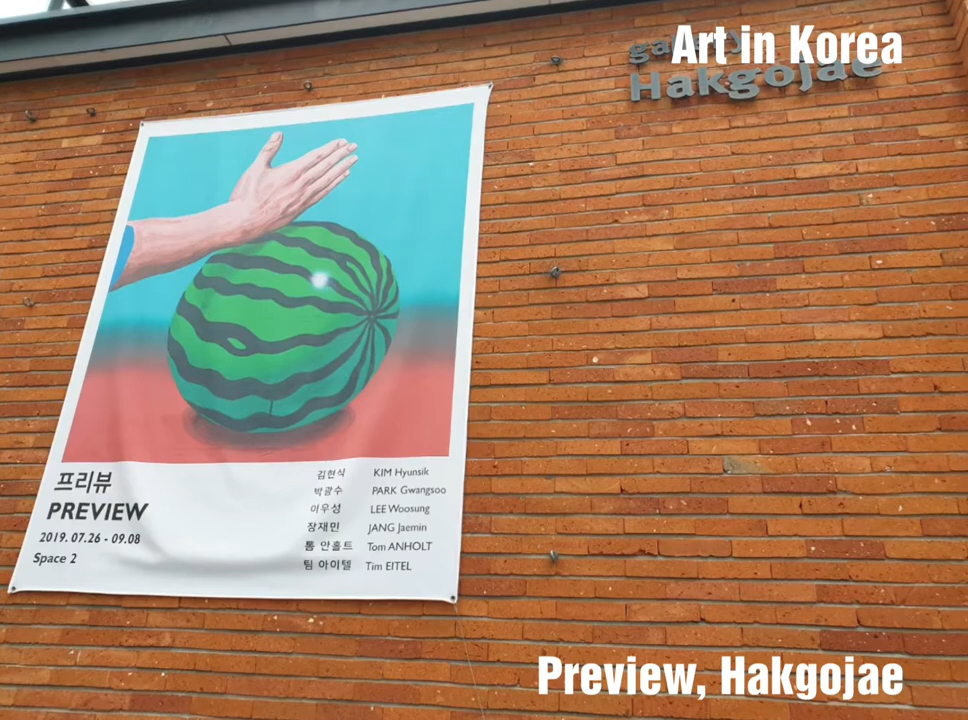 Art in Korea
gallery
Hakgojae
프리뷰
PREVIEW
2019. 07.26 - 09.08
Space 2
김현식 KIM Hyunsik
박광수 PARK Gwangsoo
이우성 LEE Woosung
장재민 JANG Jaemin
톰 안홀트 Tom ANHOLT
팀 아이텔 Tim EITEL
Preview, Hakgojae